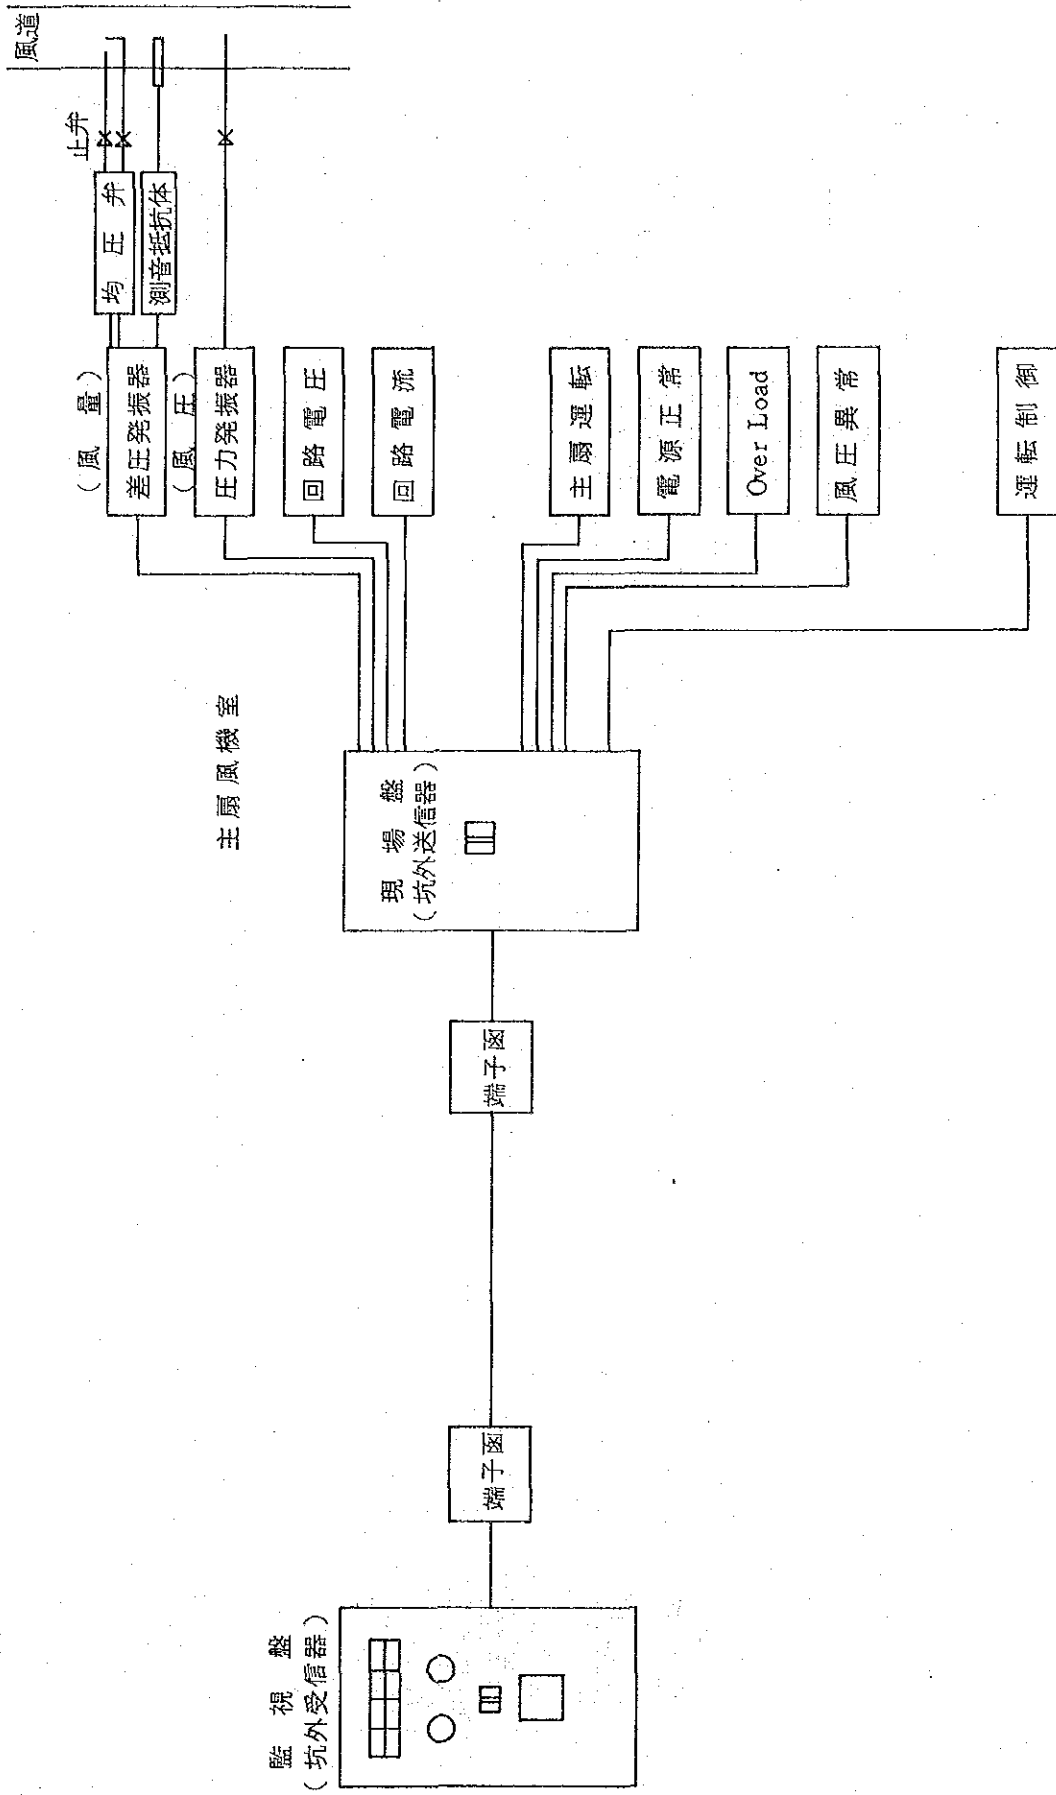 監視盤
(坑外受信器)
端子函
端子函
主扇風機室
現場盤
(坑外送信器)
(風量)
差圧発振器
(風圧)
圧力発振器
回路電圧
回路電流
主扇運転
電源正常
Over Load
風圧異常
運転制御
均圧弁
測音抵抗体
止弁
風道